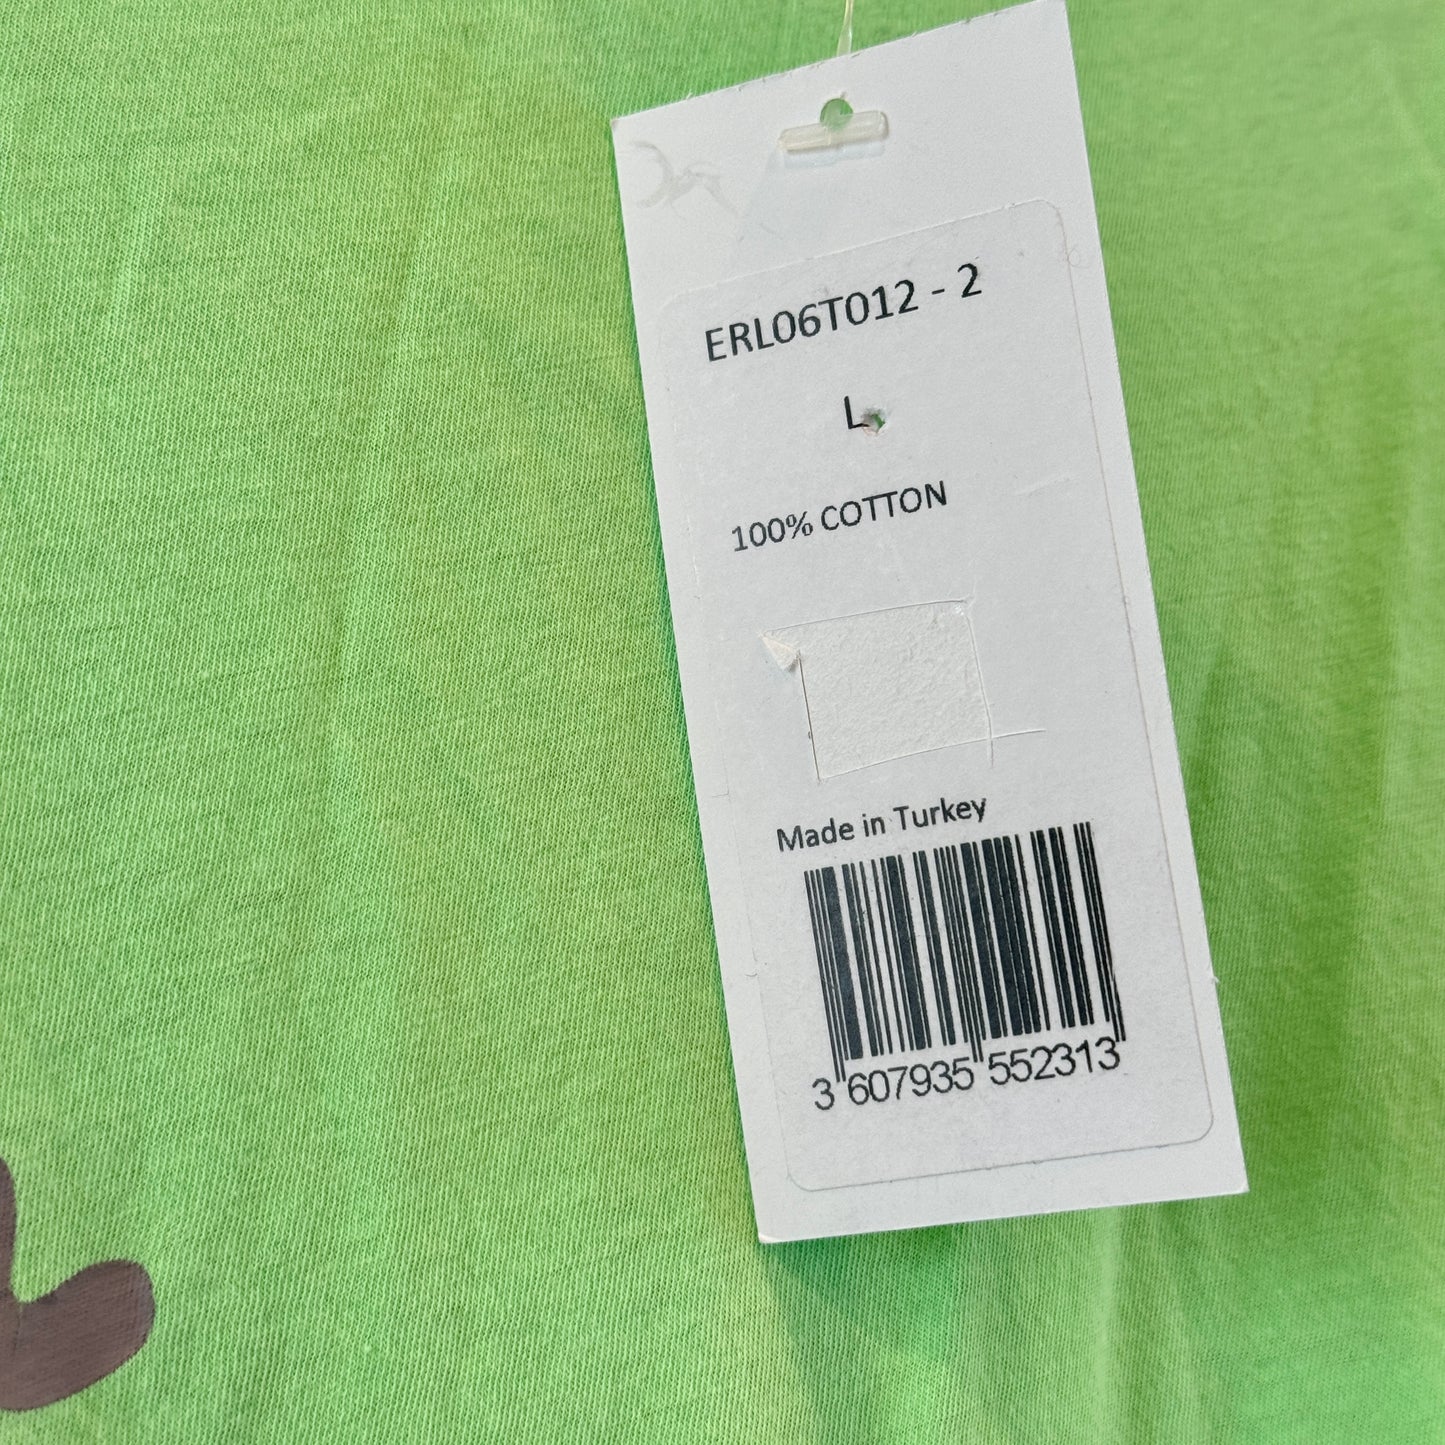 ERL06T012 - 2
L
100% COTTON
Made in Turkey
3 607935 552313